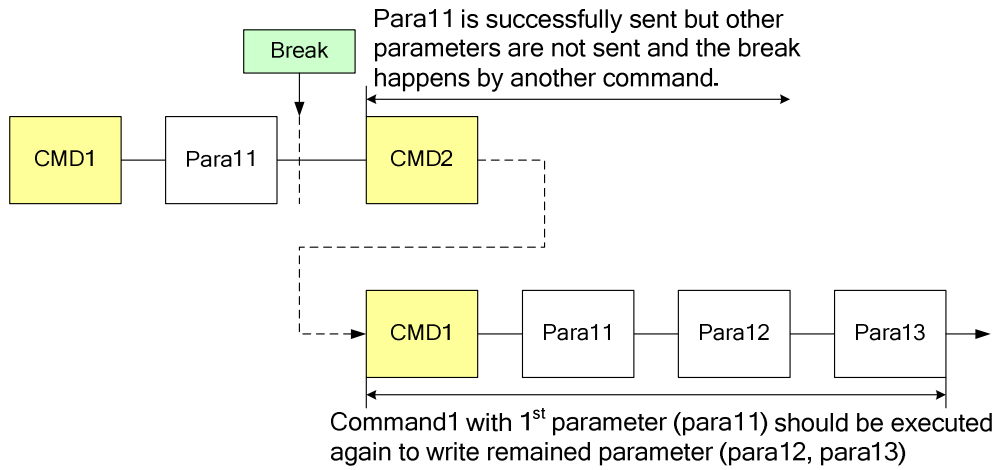 Para11 is successfully sent but other
parameters are not sent and the break
happens by another command.
Break
CMD1
Para11
CMD2
CMD1
Para11
Para12
Para13
Command1 with 1st parameter (para11) should be executed
again to write remained parameter (para12, para13)